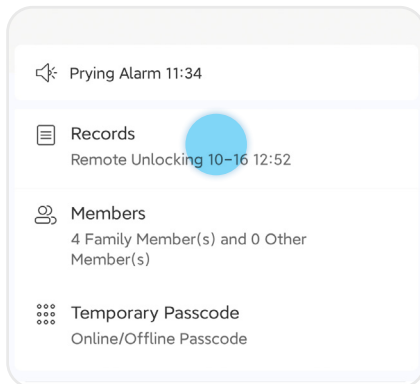 Prying Alarm 11:34
Records
Remote Unlocking 10-16 12:52
Members
4 Family Member(s) and 0 Other
Member(s)
Temporary Passcode
Online/Offline Passcode